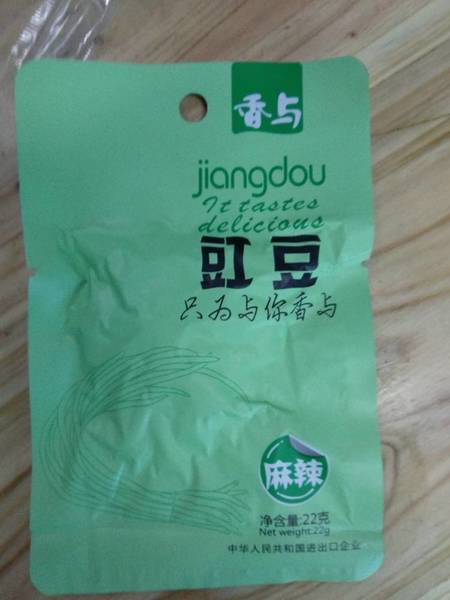 香与
jiangdou
It tastes
delicious
豇豆
只为与你香与
麻辣
净含量:22克
Net weight:22g
中华人民共和国进出口企业